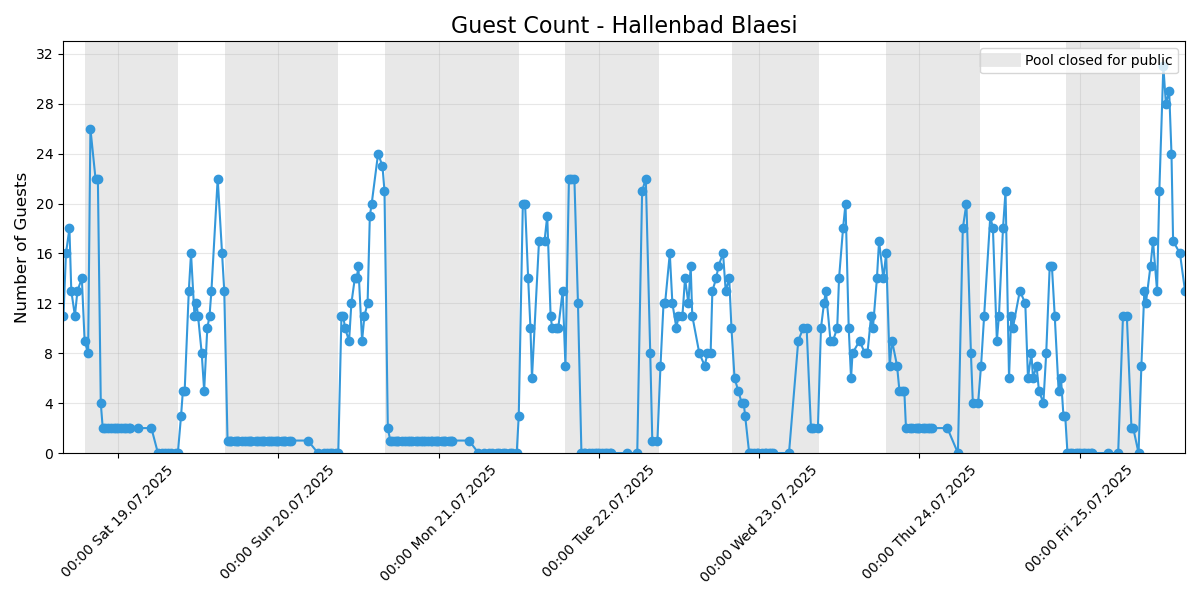 Guest Count - Hallenbad Blaesi
Pool closed for public
Number of Guests
32
28
24
20
16
12
8
4
0
00:00 Sat 19.07.2025
00:00 Sun 20.07.2025
00:00 Mon 21.07.2025
00:00 Tue 22.07.2025
00:00 Wed 23.07.2025
00:00 Thu 24.07.2025
00:00 Fri 25.07.2025